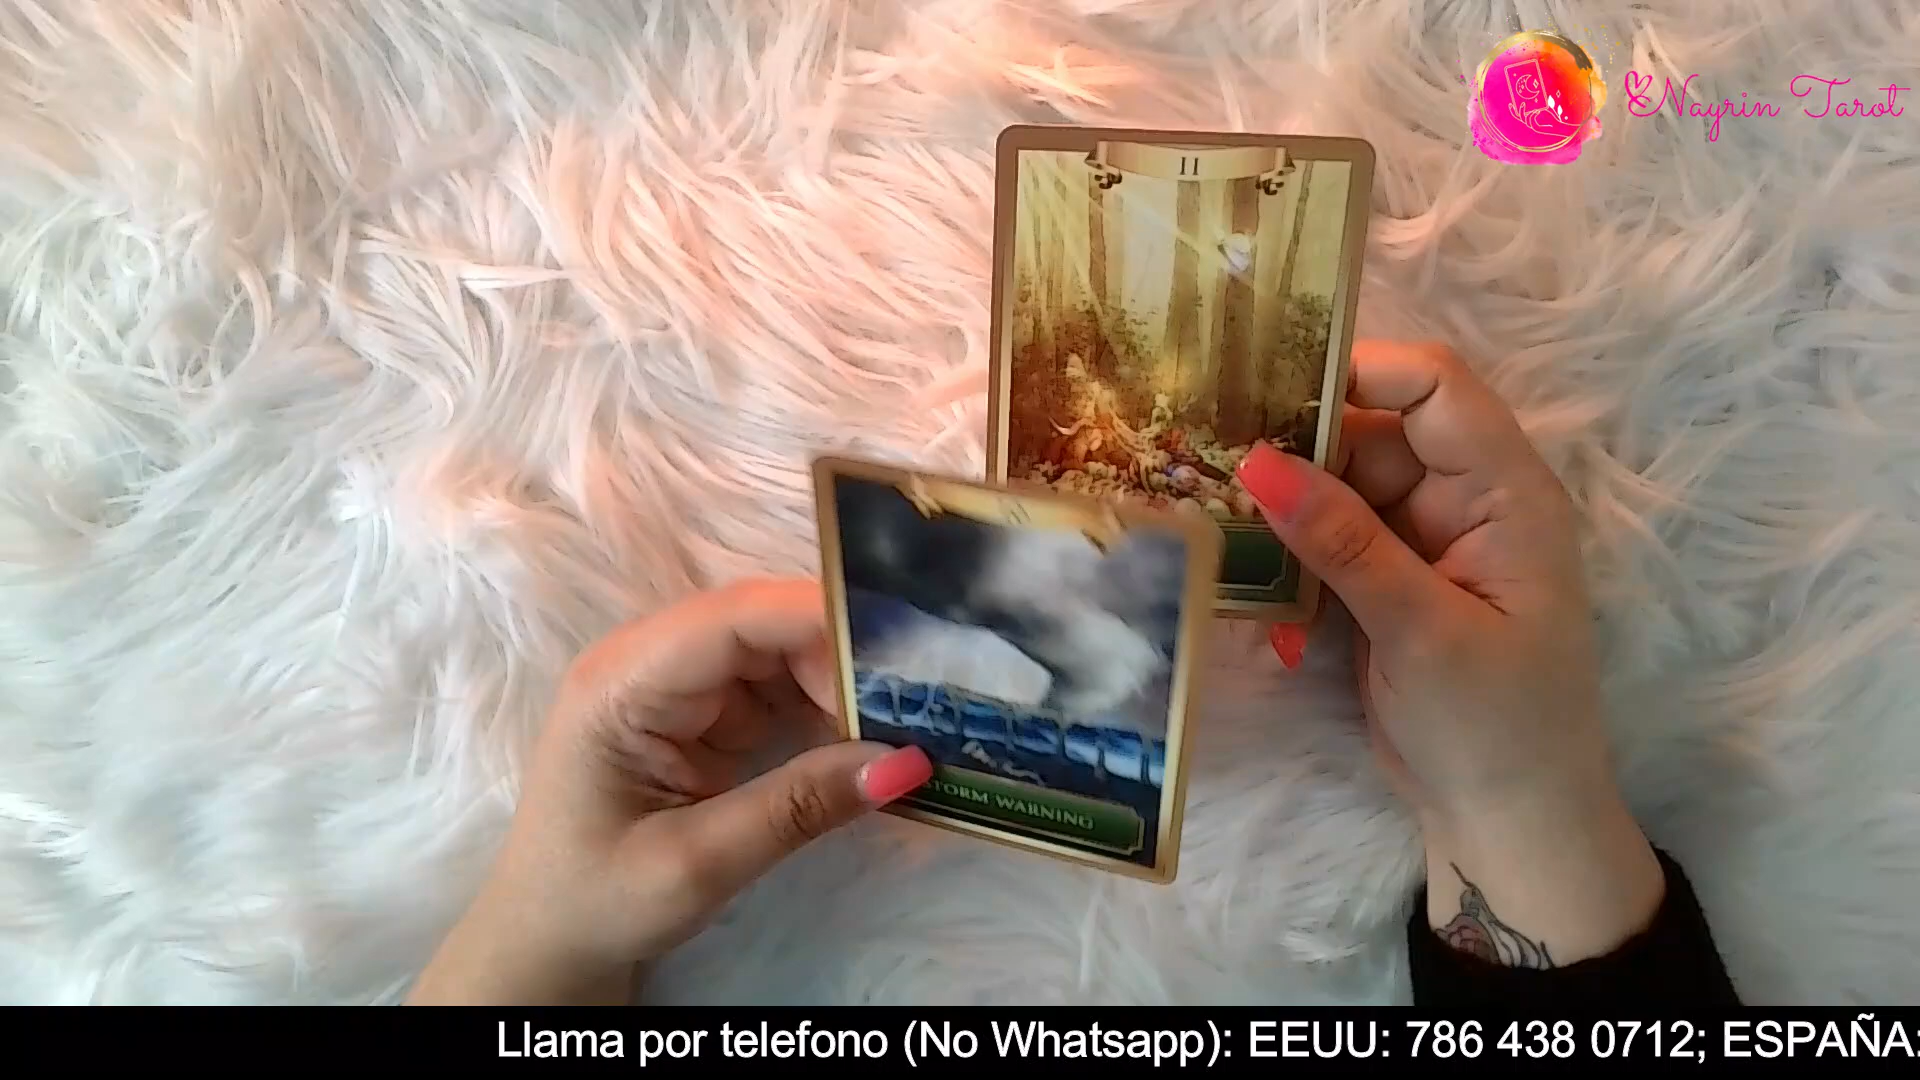 Nayrin Tarot
II
STORM WARNING
Llama por telefono (No Whatsapp): EEUU: 786 438 0712; ESPAÑA: